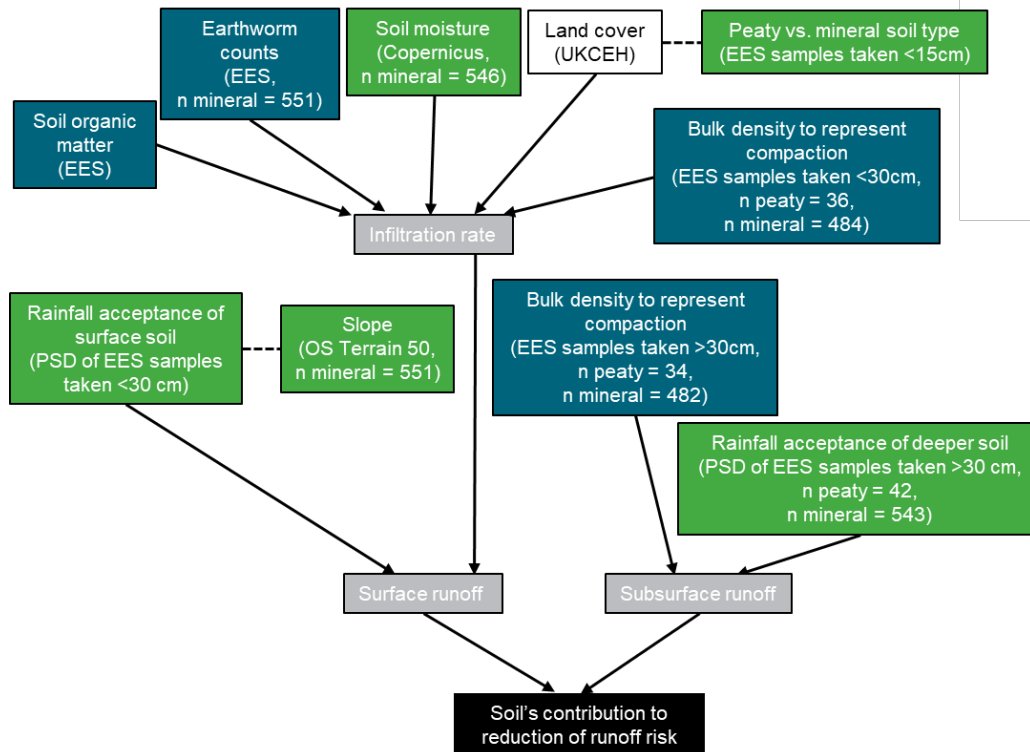 Earthworm
counts
(EES,
n mineral = 551)
Soil moisture
(Copernicus,
n mineral = 546)
Land cover
(UKCEH)
Peaty vs. mineral soil type
(EES samples taken <15cm)
Soil organic
matter
(EES)
Bulk density to represent
compaction
(EES samples taken <30cm,
n peaty = 36,
n mineral = 484)
Infiltration rate
Rainfall acceptance of
surface soil
(PSD of EES samples
taken <30 cm)
Slope
(OS Terrain 50,
n mineral = 551)
Bulk density to represent
compaction
(EES samples taken >30cm,
n peaty = 34,
n mineral = 482)
Rainfall acceptance of deeper soil
(PSD of EES samples taken >30 cm,
n peaty = 42,
n mineral = 543)
Surface runoff
Subsurface runoff
Soil's contribution to
reduction of runoff risk